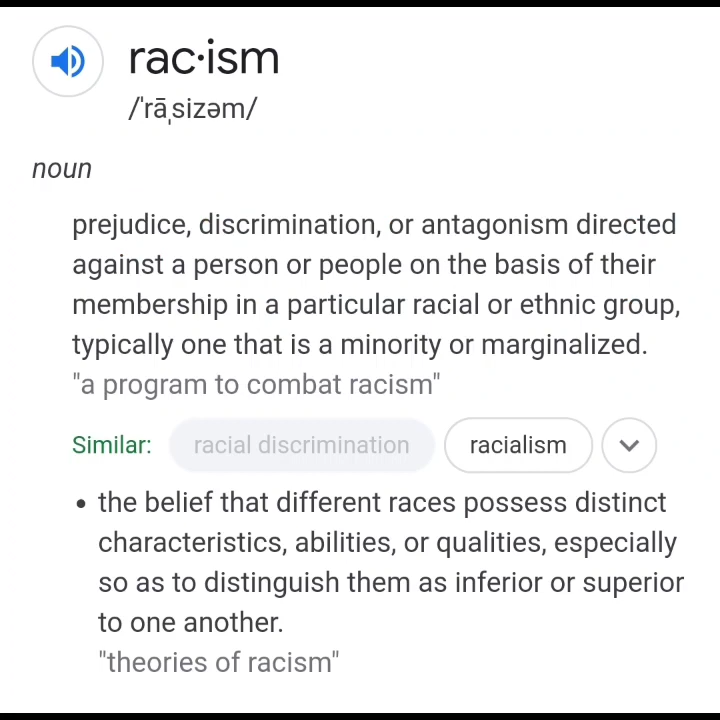 rac·ism
/ˈrāˌsizəm/
noun
prejudice, discrimination, or antagonism directed
against a person or people on the basis of their
membership in a particular racial or ethnic group,
typically one that is a minority or marginalized.
"a program to combat racism"
Similar: racial discrimination racialism
• the belief that different races possess distinct
characteristics, abilities, or qualities, especially
so as to distinguish them as inferior or superior
to one another.
"theories of racism"